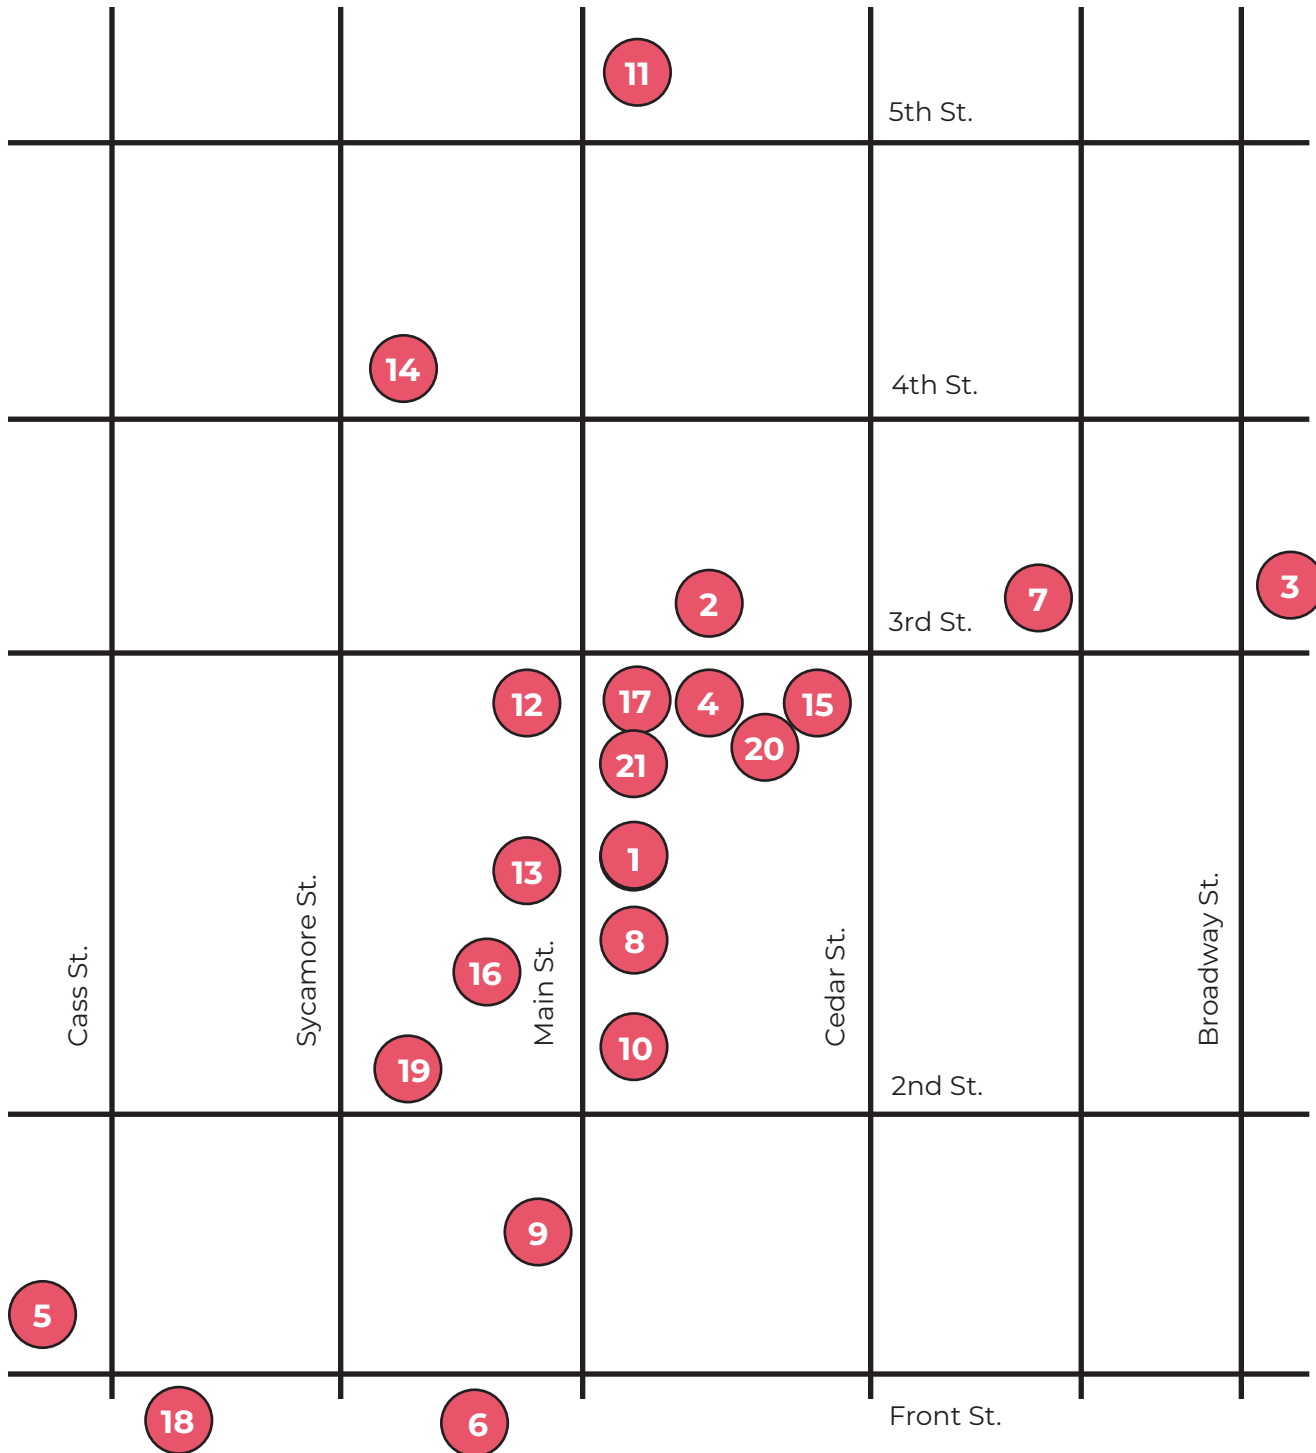 11
5th St.
14
4th St.
2
7
3
3rd St.
12
17
4
15
20
21
1
13
8
16
10
19
Cass St.
Sycamore St.
Main St.
Cedar St.
Broadway St.
2nd St.
9
5
18
6
Front St.